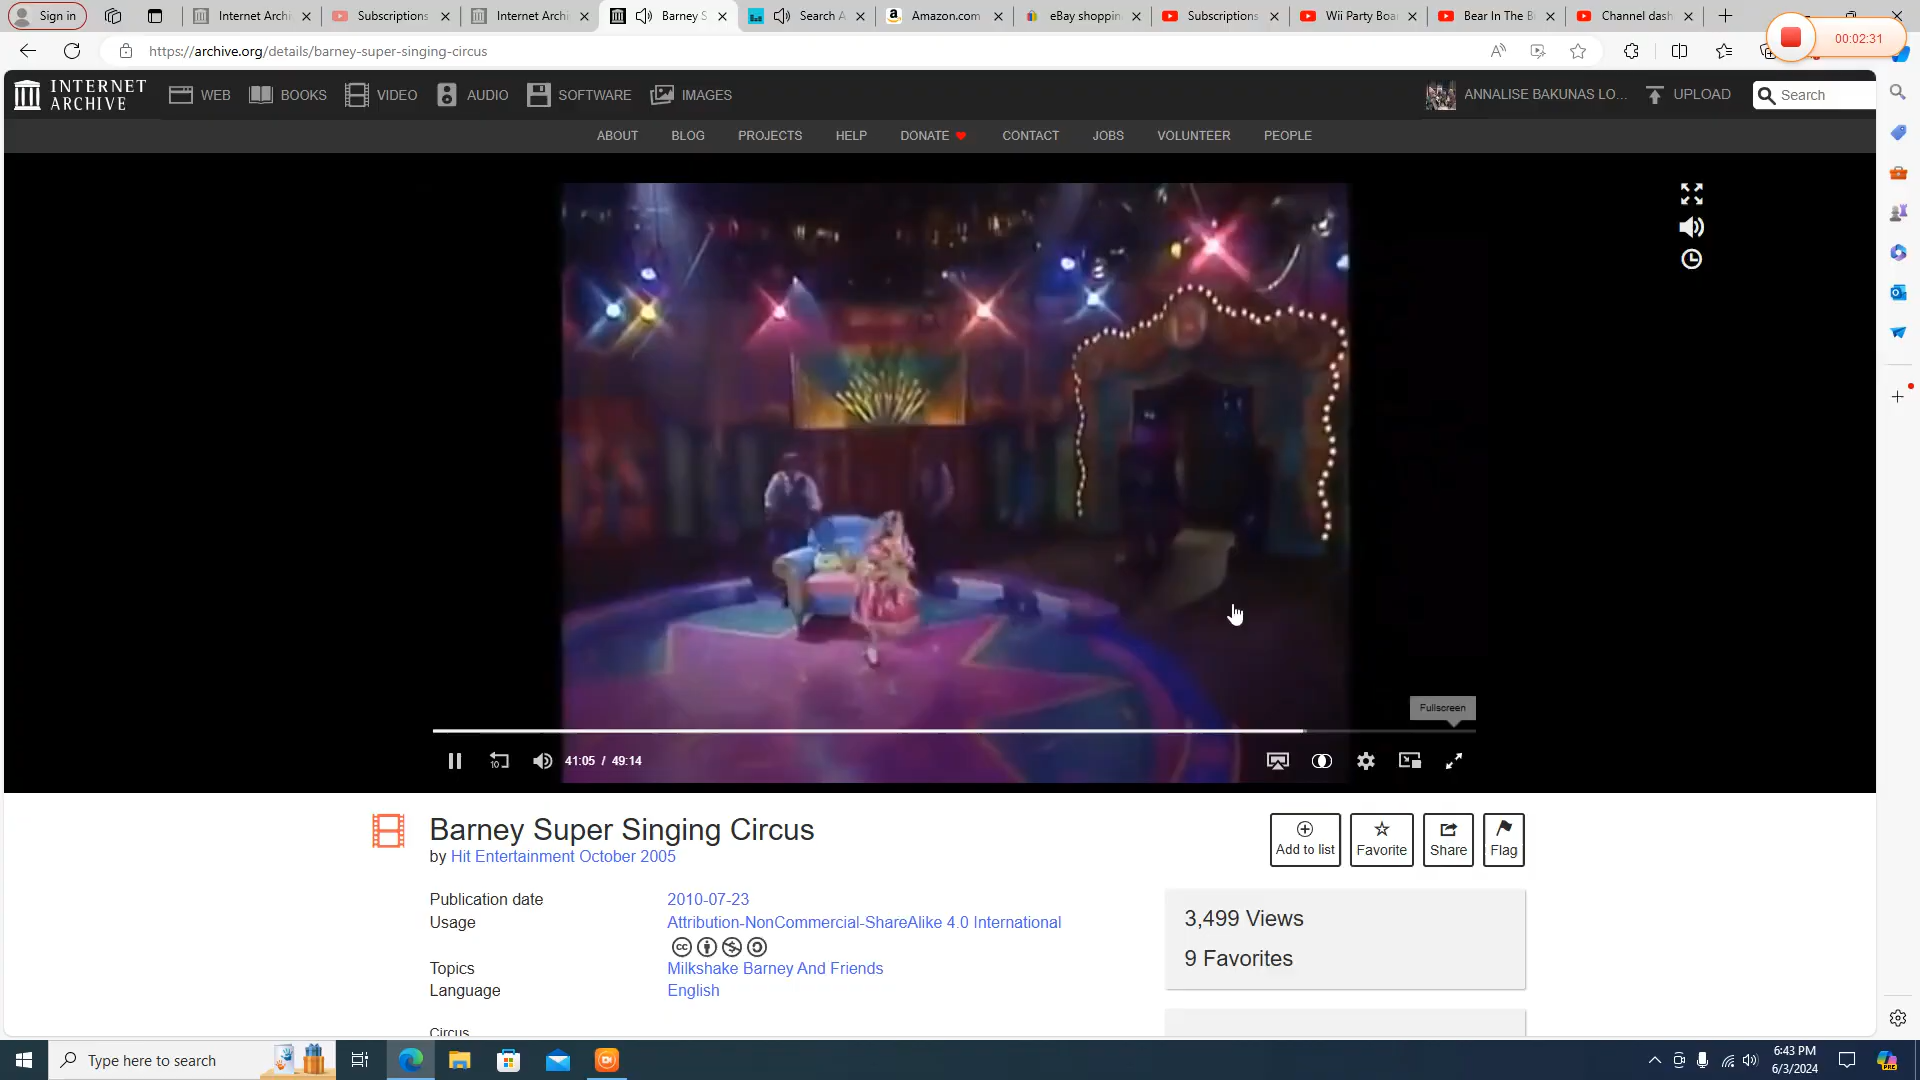 Sign in
Internet Archi
Subscriptions
Internet Archi
Barney S
Search A
Amazon.com
eBay shoppin
Subscriptions
Wii Party Boa
Bear In The B
Channel dash
00:02:31
https://archive.org/details/barney-super-singing-circus
INTERNET
ARCHIVE
WEB
BOOKS
VIDEO
AUDIO
SOFTWARE
IMAGES
ANNALISE BAKUNAS LO...
UPLOAD
Search
ABOUT
BLOG
PROJECTS
HELP
DONATE
CONTACT
JOBS
VOLUNTEER
PEOPLE
Fullscreen
10
41:05 / 49:14
Barney Super Singing Circus
by Hit Entertainment October 2005
Add to list
Favorite
Share
Flag
Publication date 2010-07-23
Usage Attribution-NonCommercial-ShareAlike 4.0 International
cc
Topics Milkshake Barney And Friends
Language English
Circus
3,499 Views
9 Favorites
Type here to search
6:43 PM
6/3/2024
PRE